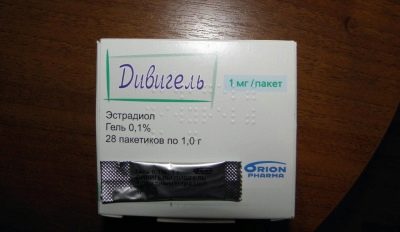 Дивигель
1 мг/пакет
Эстрадиол
Гель 0,1%
28 пакетиков по 1,0 г
ORION
PHARMA